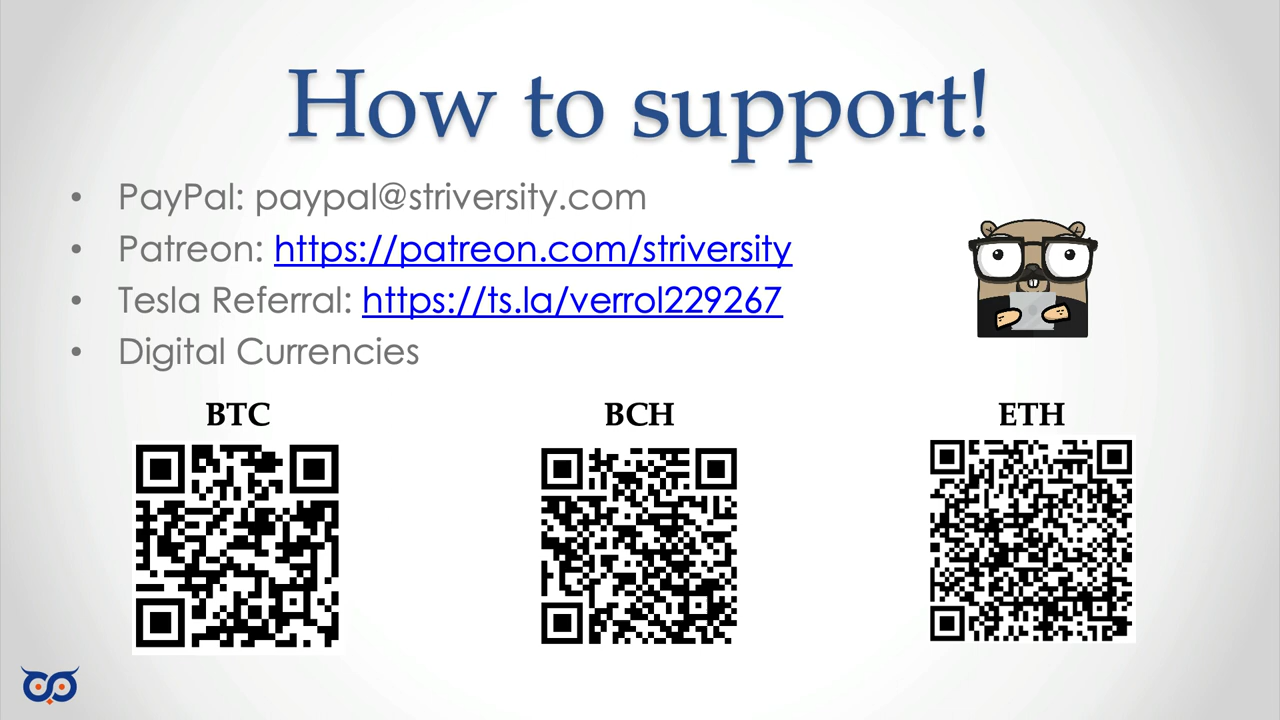 How to support!
• PayPal: paypal@striversity.com
• Patreon: https://patreon.com/striversity
• Tesla Referral: https://ts.la/verrol229267
• Digital Currencies
BTC BCH ETH